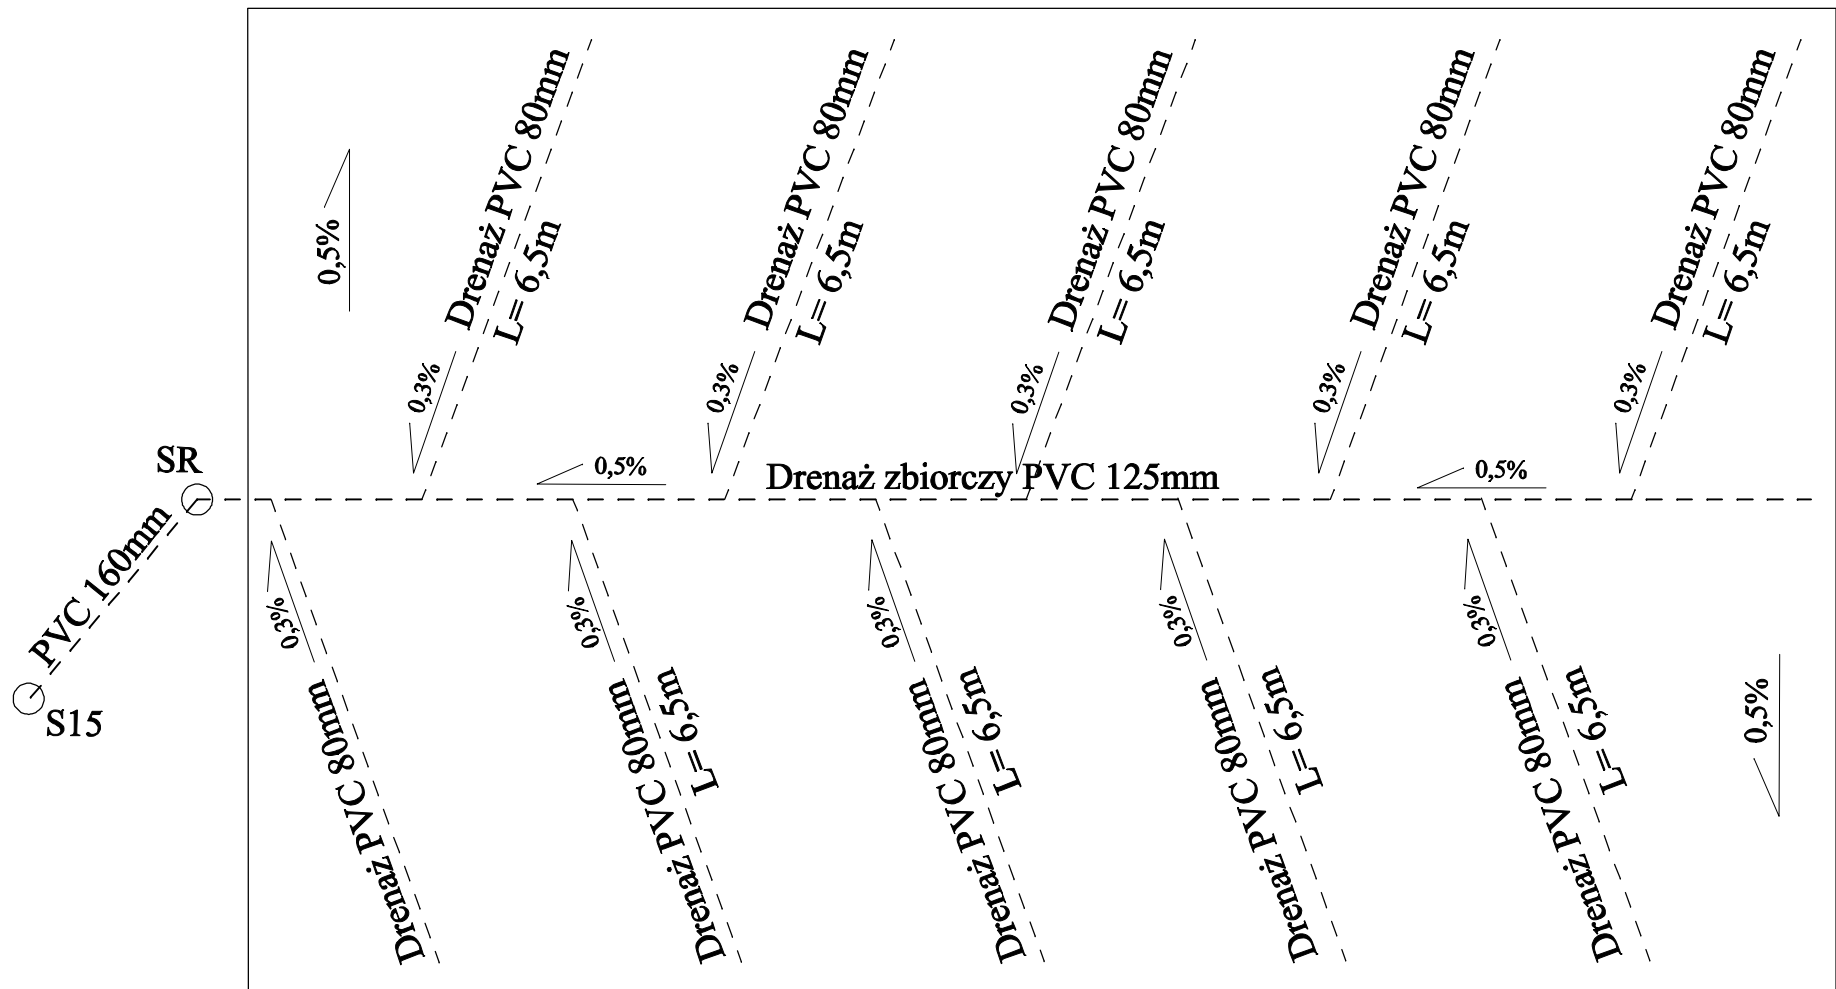 Drenaż PVC 80mm
L= 6,5m
Drenaż PVC 80mm
L= 6,5m
Drenaż PVC 80mm
L= 6,5m
Drenaż PVC 80mm
L= 6,5m
Drenaż PVC 80mm
L= 6,5m
0,5%
0,3%
0,3%
0,3%
0,3%
0,3%
SR
0,5%
Drenaż zbiorczy PVC 125mm
0,5%
PVC 160mm
S15
0,3%
0,3%
0,3%
0,3%
0,3%
Drenaż PVC 80mm
Drenaż PVC 80mm
L= 6,5m
Drenaż PVC 80mm
L= 6,5m
Drenaż PVC 80mm
L= 6,5m
Drenaż PVC 80mm
L= 6,5m
0,5%